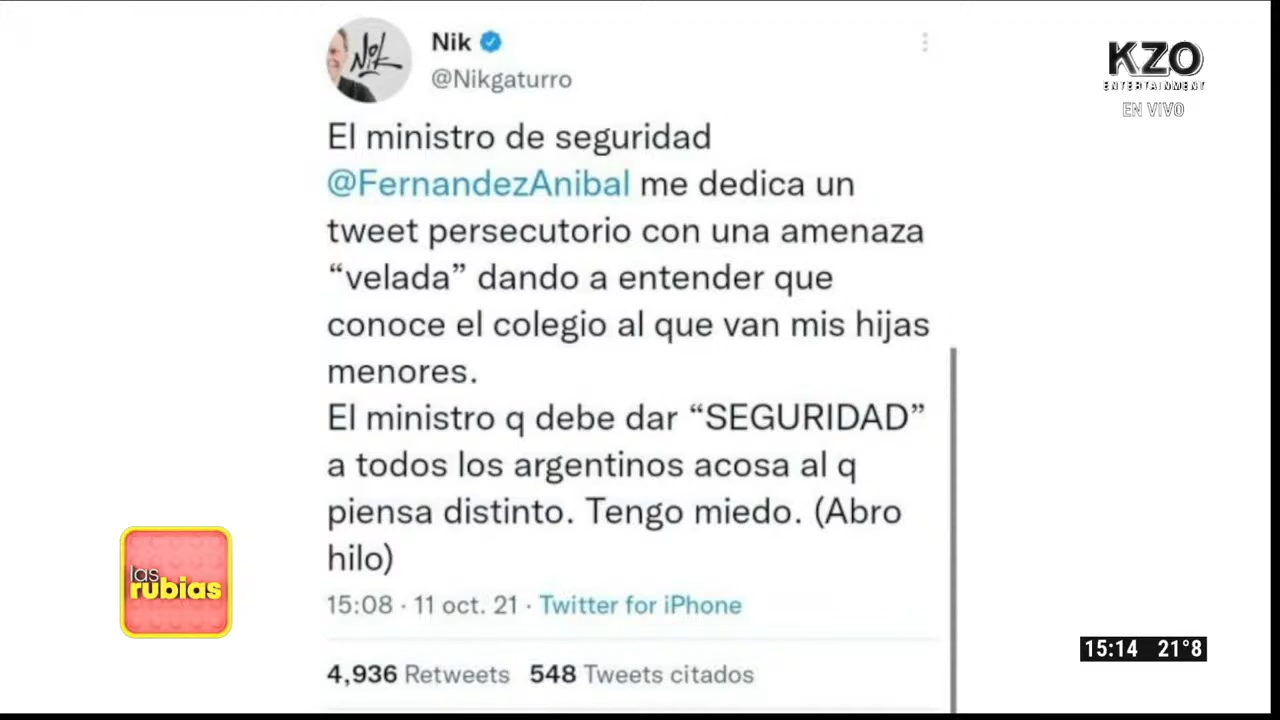 Nik
@Nikgaturro
El ministro de seguridad
@FernandezAnibal me dedica un
tweet persecutorio con una amenaza
“velada” dando a entender que
conoce el colegio al que van mis hijas
menores.
El ministro q debe dar “SEGURIDAD”
a todos los argentinos acosa al q
piensa distinto. Tengo miedo. (Abro
hilo)
15:08 · 11 oct. 21 · Twitter for iPhone
4,936 Retweets 548 Tweets citados
Nik
KZO
ENTERTAINMENT
EN VIVO
las
rubias
15:14 21°8